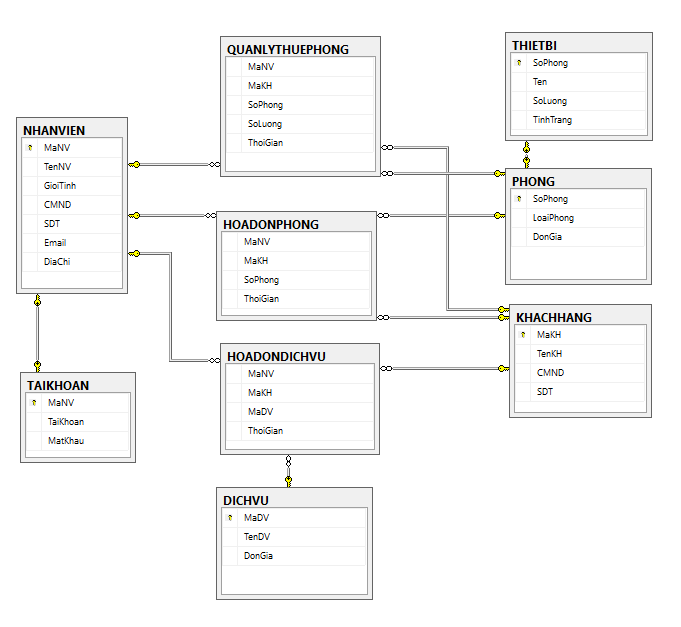 QUANLYTHUEPHONG
MaNV
MaKH
SoPhong
SoLuong
ThoiGian
THIETBI
SoPhong
Ten
SoLuong
TinhTrang
NHANVIEN
MaNV
TenNV
GioiTinh
CMND
SDT
Email
DiaChi
PHONG
SoPhong
LoaiPhong
DonGia
HOADONPHONG
MaNV
MaKH
SoPhong
ThoiGian
KHACHHANG
MaKH
TenKH
CMND
SDT
HOADONDICHVU
MaNV
MaKH
MaDV
ThoiGian
TAIKHOAN
MaNV
TaiKhoan
MatKhau
DICHVU
MaDV
TenDV
DonGia